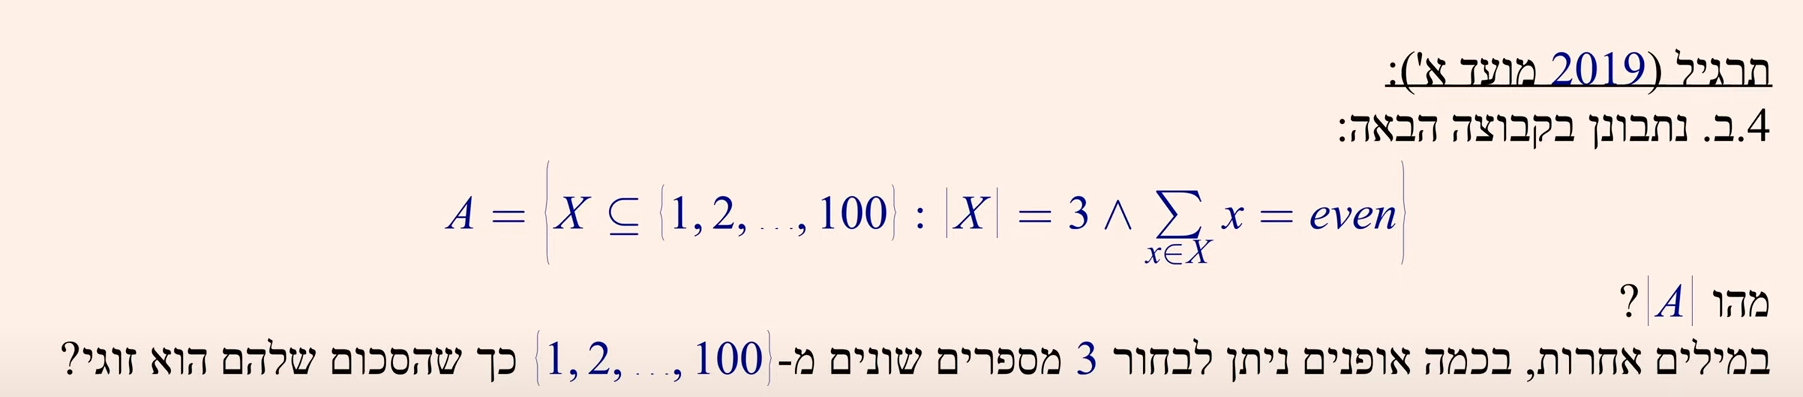 תרגיל (2019 מועד א'):
4.ב. נתבונן בקבוצה הבאה:
A = {X ⊆ {1, 2, ..., 100} : |X| = 3 ∧ ∑_{x∈X} x = even}
מהו |A|?
במילים אחרות, בכמה אופנים ניתן לבחור 3 מספרים שונים מ-{1, 2, ..., 100} כך שהסכום שלהם הוא זוגי?